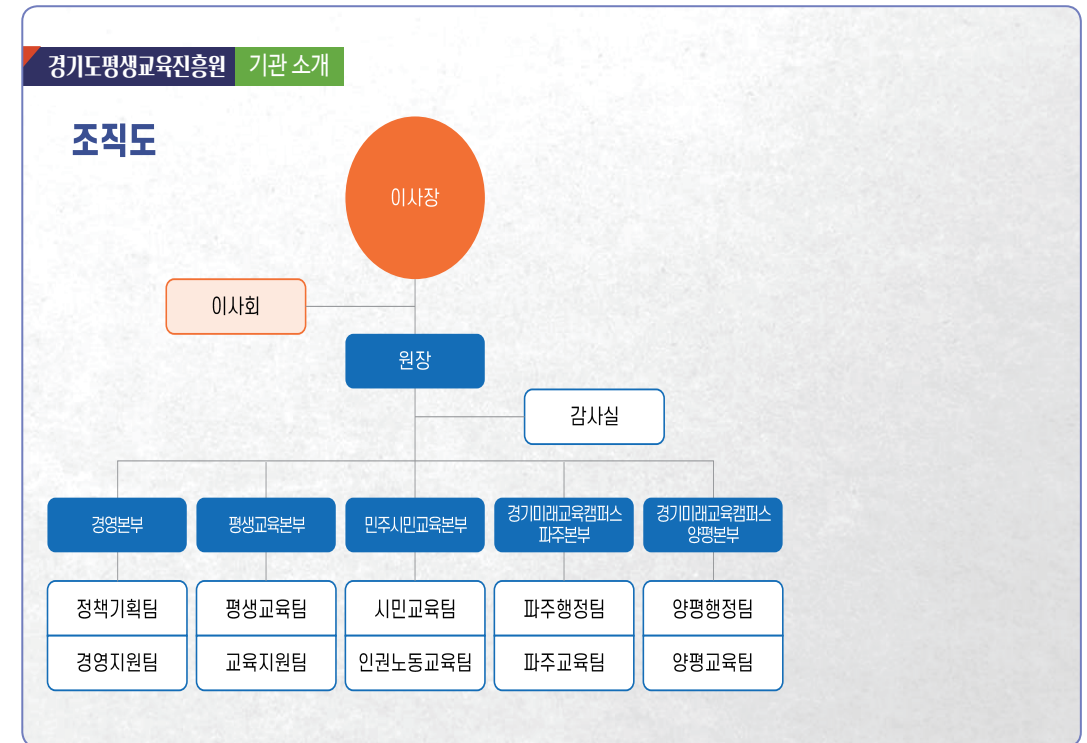 경기도평생교육진흥원 기관 소개
조직도
이사장
이사회
원장
감사실
경영본부
평생교육본부
민주시민교육본부
경기미래교육캠퍼스
파주본부
경기미래교육캠퍼스
양평본부
정책기획팀
평생교육팀
시민교육팀
파주행정팀
양평행정팀
경영지원팀
교육지원팀
인권노동교육팀
파주교육팀
양평교육팀